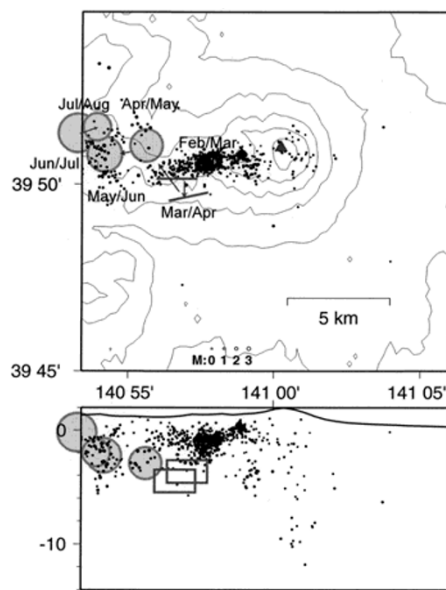 Jul/Aug Apr/May
Feb/Mar
Jun/Jul
39 50'
May/Jun
Mar/Apr
5 km
M:0 1 2 3
39 45'
140 55' 141 00' 141 05'
0
-10